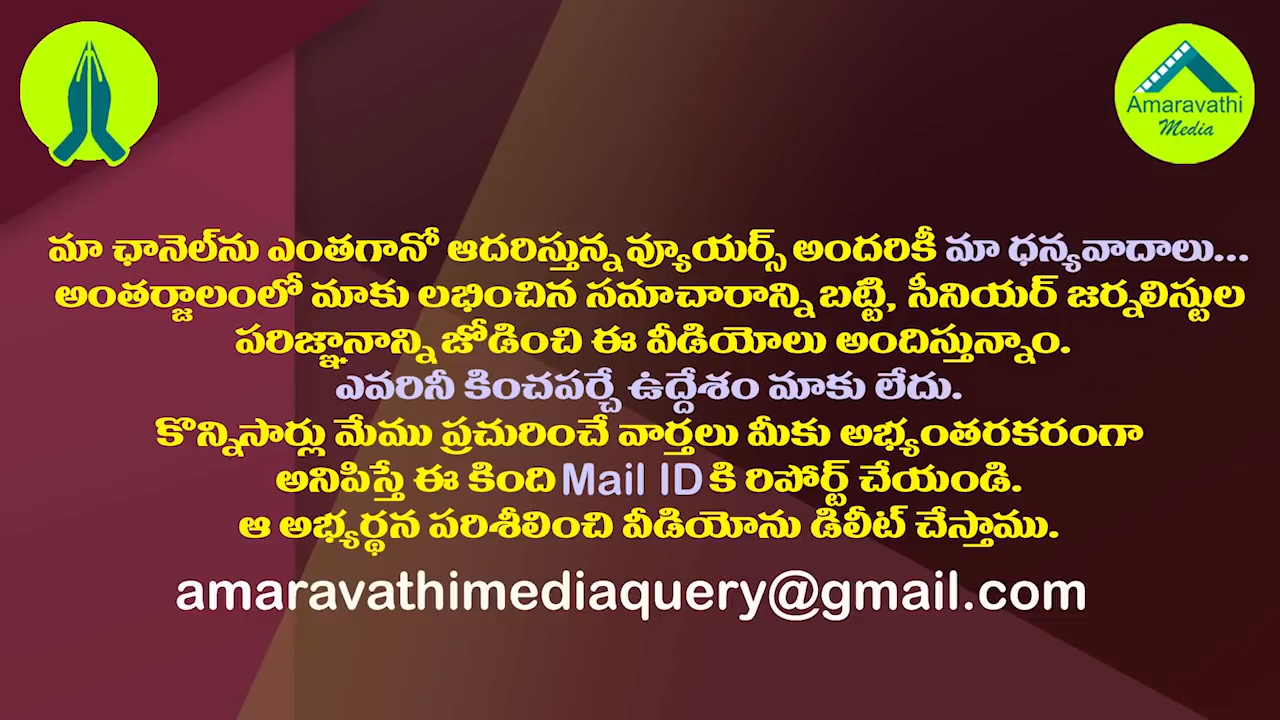 Amaravathi
Media
మా ఛానెల్‌ను ఎంతగానో ఆదరిస్తున్న వ్యూయర్స్ అందరికీ మా ధన్యవాదాలు...
అంతర్జాలంలో మాకు లభించిన సమాచారాన్ని బట్టి, సీనియర్ జర్నలిస్టుల
పరిజ్ఞానాన్ని జోడించి ఈ వీడియోలు అందిస్తున్నాం.
ఎవరినీ కించపర్చే ఉద్దేశం మాకు లేదు.
కొన్నిసార్లు మేము ప్రచురించే వార్తలు మీకు అభ్యంతరకరంగా
అనిపిస్తే ఈ కింది Mail ID కి రిపోర్ట్ చేయండి.
ఆ అభ్యర్థన పరిశీలించి వీడియోను డిలీట్ చేస్తాము.
amaravathimediaquery@gmail.com